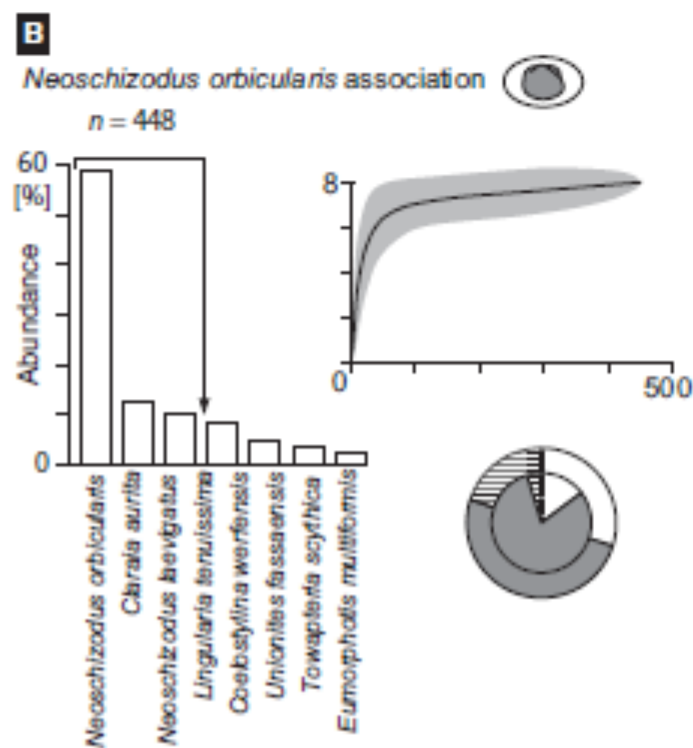 B
Neoschizodus orbicularis association
n = 448
60
[%]
Abundance
0
Neoschizodus orbicularis
Claraia aurita
Neoschizodus laevigatus
Lingularia tenuissima
Coelostylina werfensis
Unionites fassaensis
Towapteria scythica
Eumorphotis multiformis
8
0
500